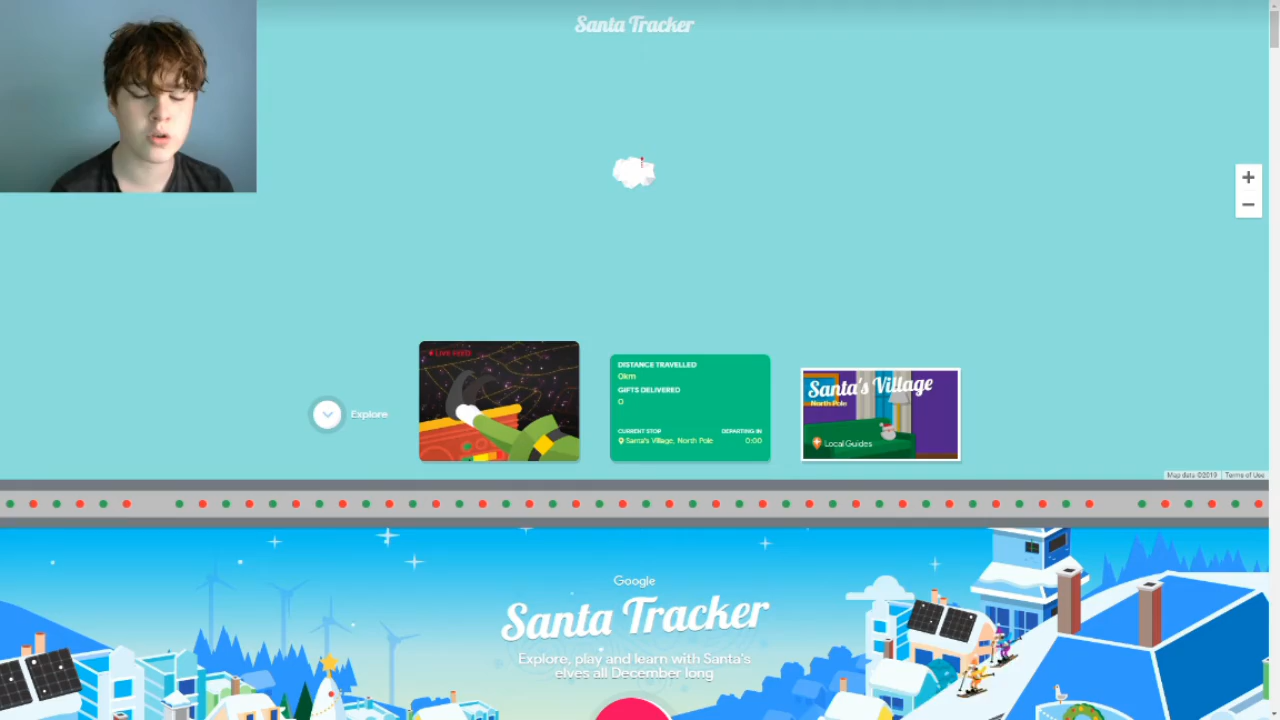 Santa Tracker
+
−
Explore
LIVE FEED
DISTANCE TRAVELLED
0km
GIFTS DELIVERED
0
CURRENT STOP
DEPARTING IN
Santa's Village, North Pole
0:00
Santa's Village
North Pole
Local Guides
Map data ©2019
Terms of Use
Google
Santa Tracker
Explore, play and learn with Santa's
elves all December long